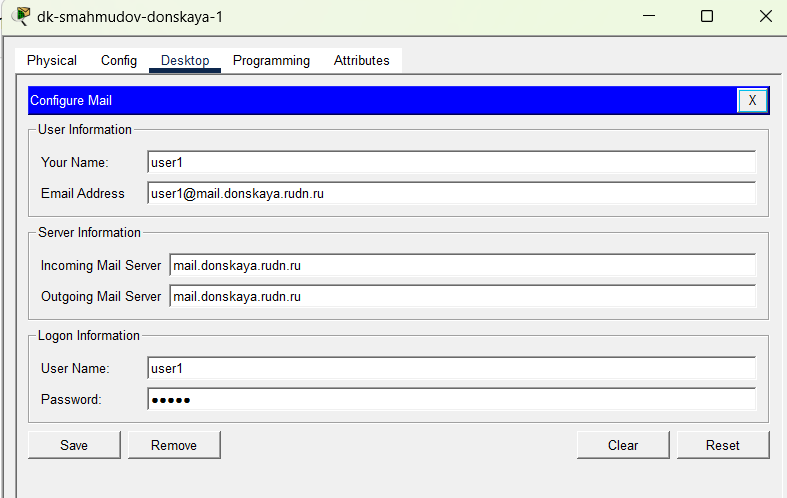 dk-smahmudov-donskaya-1
Physical Config Desktop Programming Attributes
Configure Mail X
User Information
Your Name: user1
Email Address user1@mail.donskaya.rudn.ru
Server Information
Incoming Mail Server mail.donskaya.rudn.ru
Outgoing Mail Server mail.donskaya.rudn.ru
Logon Information
User Name: user1
Password: ●●●●●
Save Remove Clear Reset